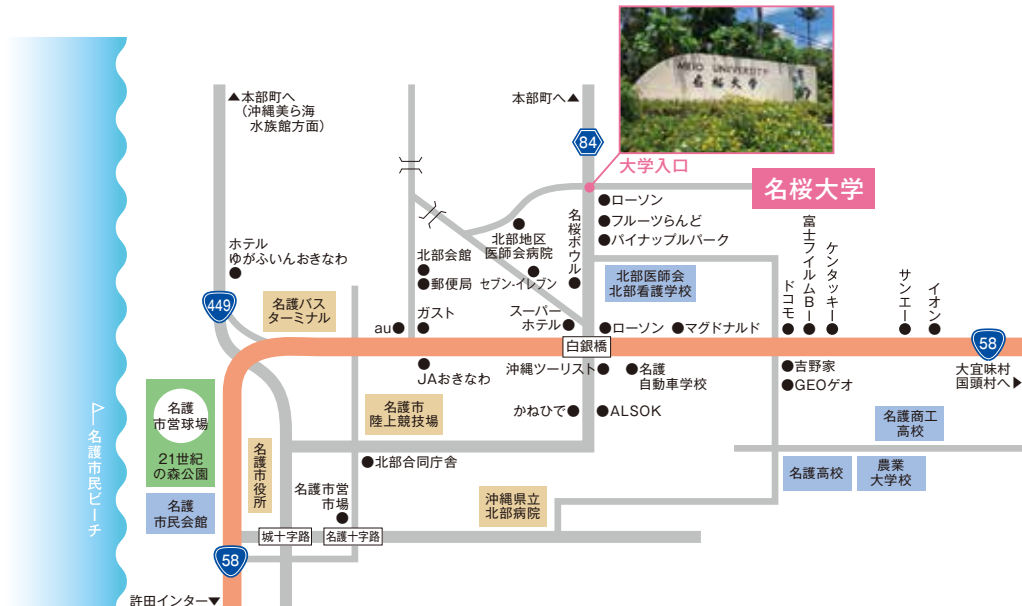 MEIO UNIVERSITY
名桜大学
▲本部町へ
(沖縄美ら海
水族館方面)
本部町へ▲
84
大学入口
名桜大学
●ローソン
●フルーツらんど
●パイナップルパーク
名桜ボウル
北部地区
医師会病院
セブン-イレブン
北部会館
●郵便局
ホテル
ゆがふいんおきなわ
449
名護バス
ターミナル
au●
ガスト
スーパー
ホテル
北部医師会
北部看護学校
●ローソン
●マグドナルド
ドコモ
富士フイルムBー
ケンタッキー
サンエー
イオン
白銀橋
58
大宜味村
国頭村へ▶
JAおきなわ
沖縄ツーリスト
●名護
自動車学校
●吉野家
●GEOゲオ
かねひで●
●ALSOK
名護市
陸上競技場
名護
市営球場
21世紀
の森公園
名護市民ビーチ
名護市役所
●北部合同庁舎
名護商工
高校
名護高校
農業
大学校
名護
市民会館
名護市営
市場
沖縄県立
北部病院
城十字路
名護十字路
58
許田インター▼